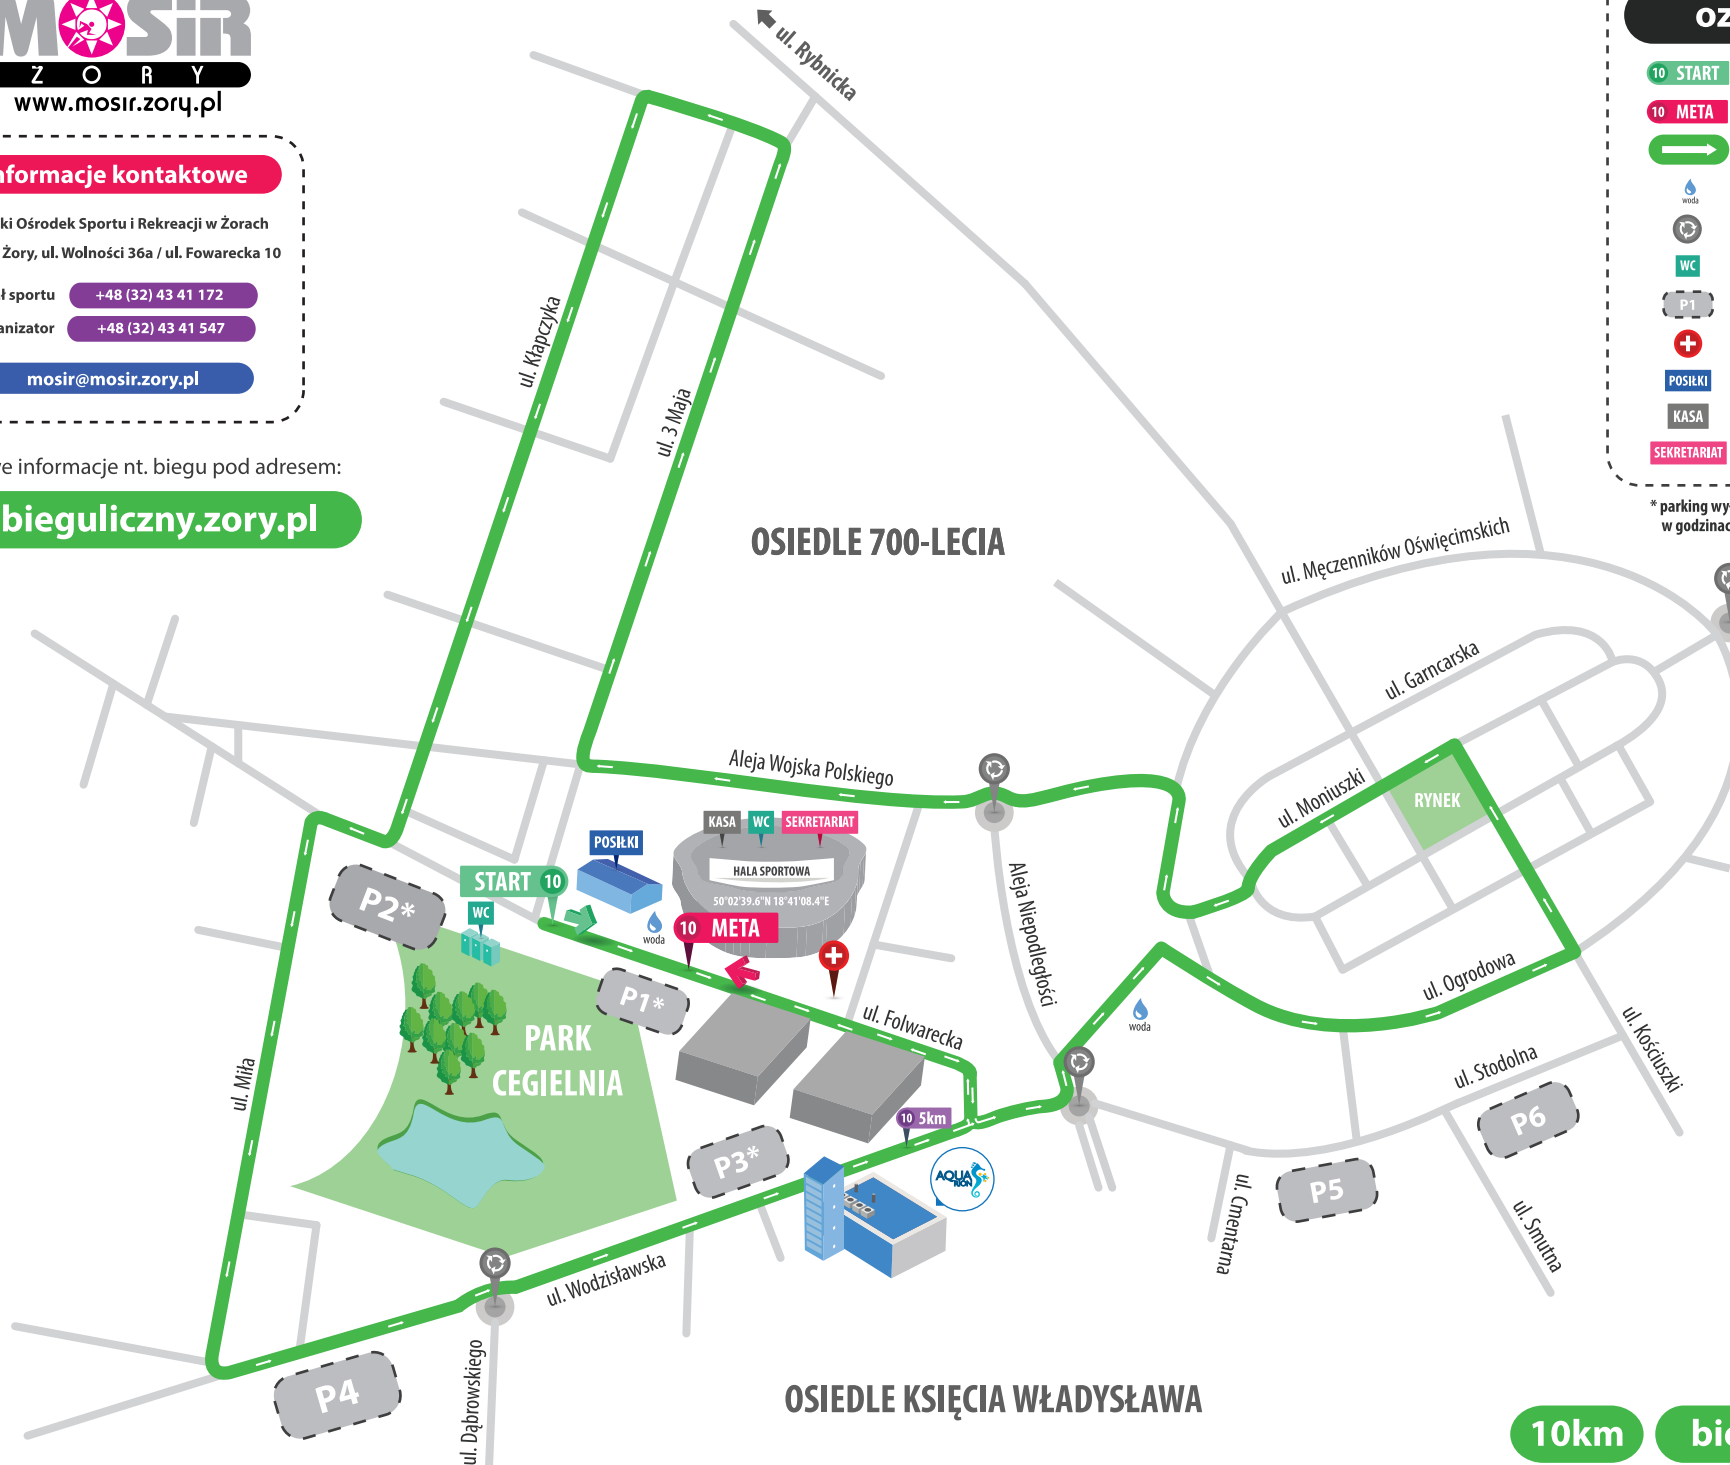 MOSiR
ŻORY
www.mosir.zory.pl
nformacje kontaktowe
ki Ośrodek Sportu i Rekreacji w Żorach
Żory, ul. Wolności 36a / ul. Fowarecka 10
ł sportu +48 (32) 43 41 172
anizator +48 (32) 43 41 547
mosir@mosir.zory.pl
e informacje nt. biegu pod adresem:
bieguliczny.zory.pl
ul. Rybnicka
ul. Kłapczyka
ul. 3 Maja
OSIEDLE 700-LECIA
Aleja Wojska Polskiego
ul. Męczenników Oświęcimskich
ul. Garncarska
ul. Moniuszki
RYNEK
KASA
WC
SEKRETARIAT
POSIŁKI
HALA SPORTOWA
50°02'39.6"N 18°41'08.4"E
START 10
WC
woda
10 META
P2*
P1*
PARK
CEGIELNIA
ul. Folwarecka
Aleja Niepodległości
woda
ul. Ogrodowa
ul. Kościuszki
ul. Stodolna
ul. Miła
P3*
10 5km
AQUA
RION
P6
P5
ul. Cmentarna
ul. Smutna
ul. Wodzisławska
ul. Dąbrowskiego
P4
OSIEDLE KSIĘCIA WŁADYSŁAWA
oz
10 START
10 META
woda
WC
P1
POSIŁKI
KASA
SEKRETARIAT
* parking wy
w godzinac
10km
bi